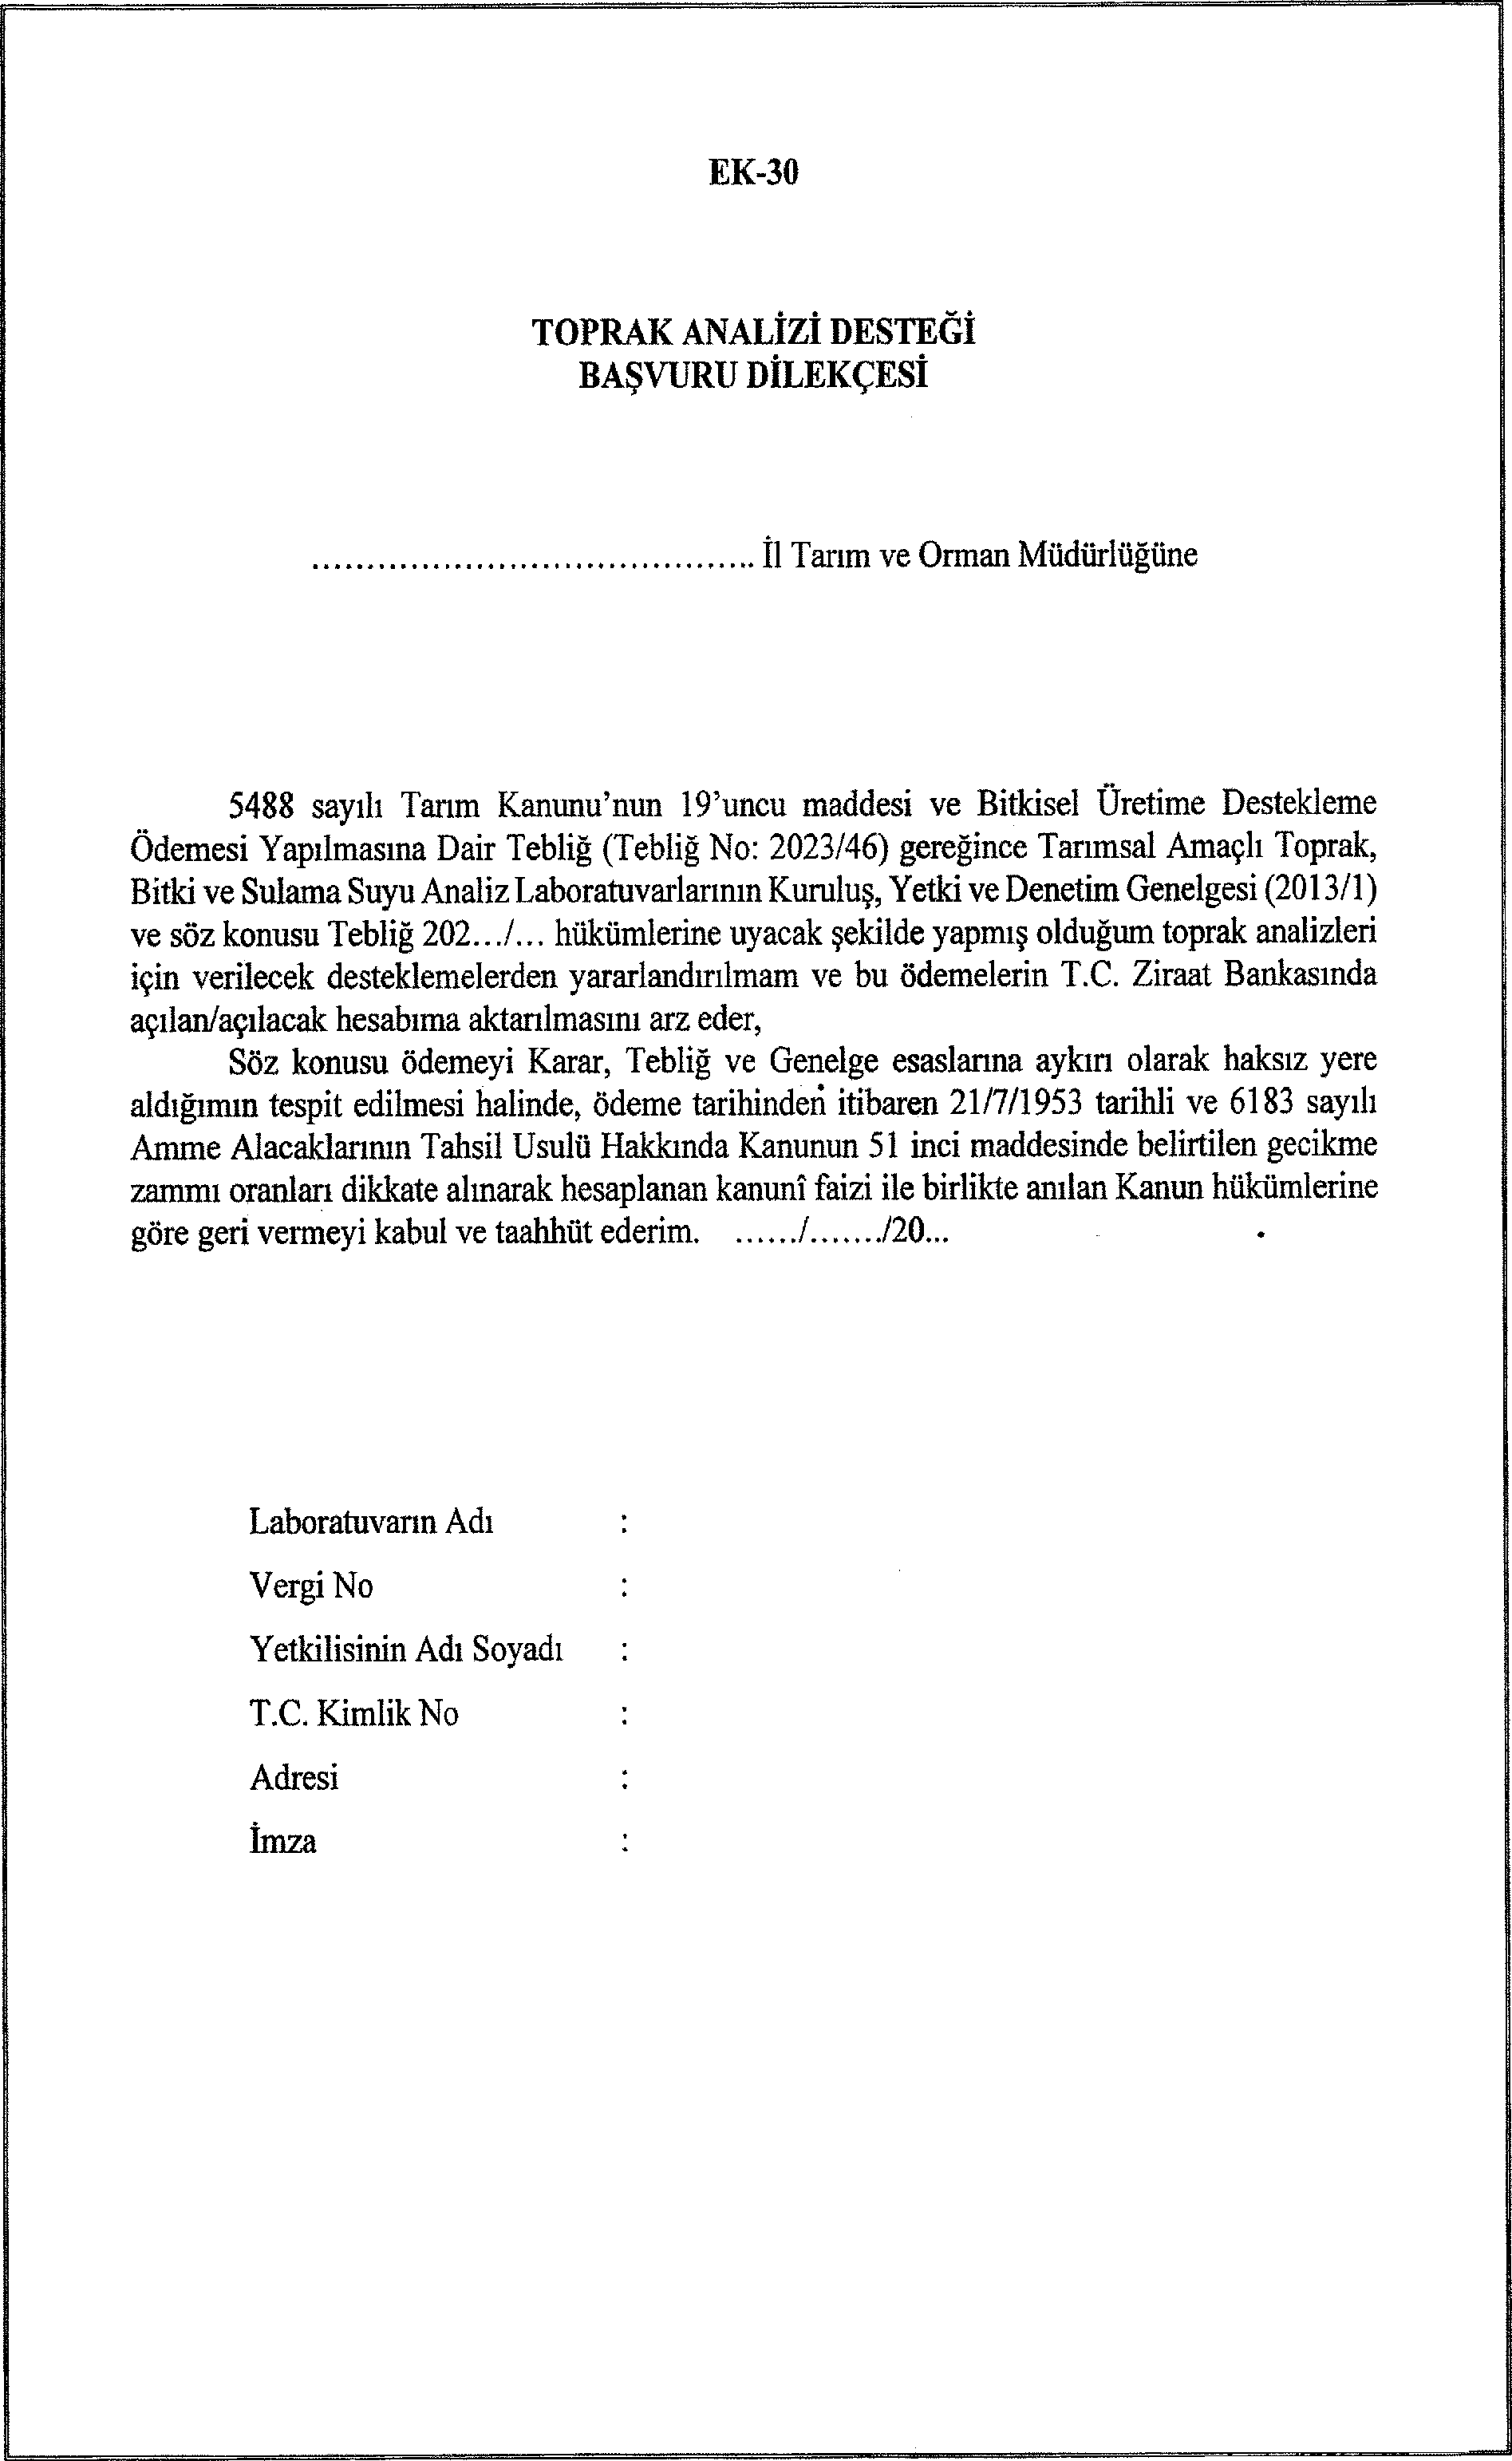 EK-30
TOPRAK ANALİZİ DESTEĞİ
BAŞVURU DİLEKÇESİ
........................................ İl Tarım ve Orman Müdürlüğüne
5488 sayılı Tarım Kanunu'nun 19'uncu maddesi ve Bitkisel Üretime Destekleme
Ödemesi Yapılmasına Dair Tebliğ (Tebliğ No: 2023/46) gereğince Tarımsal Amaçlı Toprak,
Bitki ve Sulama Suyu Analiz Laboratuvarlarının Kuruluş, Yetki ve Denetim Genelgesi (2013/1)
ve söz konusu Tebliğ 202.../... hükümlerine uyacak şekilde yapmış olduğum toprak analizleri
için verilecek desteklemelerden yararlandırılmam ve bu ödemelerin T.C. Ziraat Bankasında
açılan/açılacak hesabıma aktarılmasını arz eder,
Söz konusu ödemeyi Karar, Tebliğ ve Genelge esaslarına aykırı olarak haksız yere
aldığımın tespit edilmesi halinde, ödeme tarihinden itibaren 21/7/1953 tarihli ve 6183 sayılı
Amme Alacaklarının Tahsil Usulü Hakkında Kanunun 51 inci maddesinde belirtilen gecikme
zammı oranları dikkate alınarak hesaplanan kanunî faizi ile birlikte anılan Kanun hükümlerine
göre geri vermeyi kabul ve taahhüt ederim. ....../......./20...
Laboratuvarın Adı :
Vergi No :
Yetkilisinin Adı Soyadı :
T.C. Kimlik No :
Adresi :
İmza :